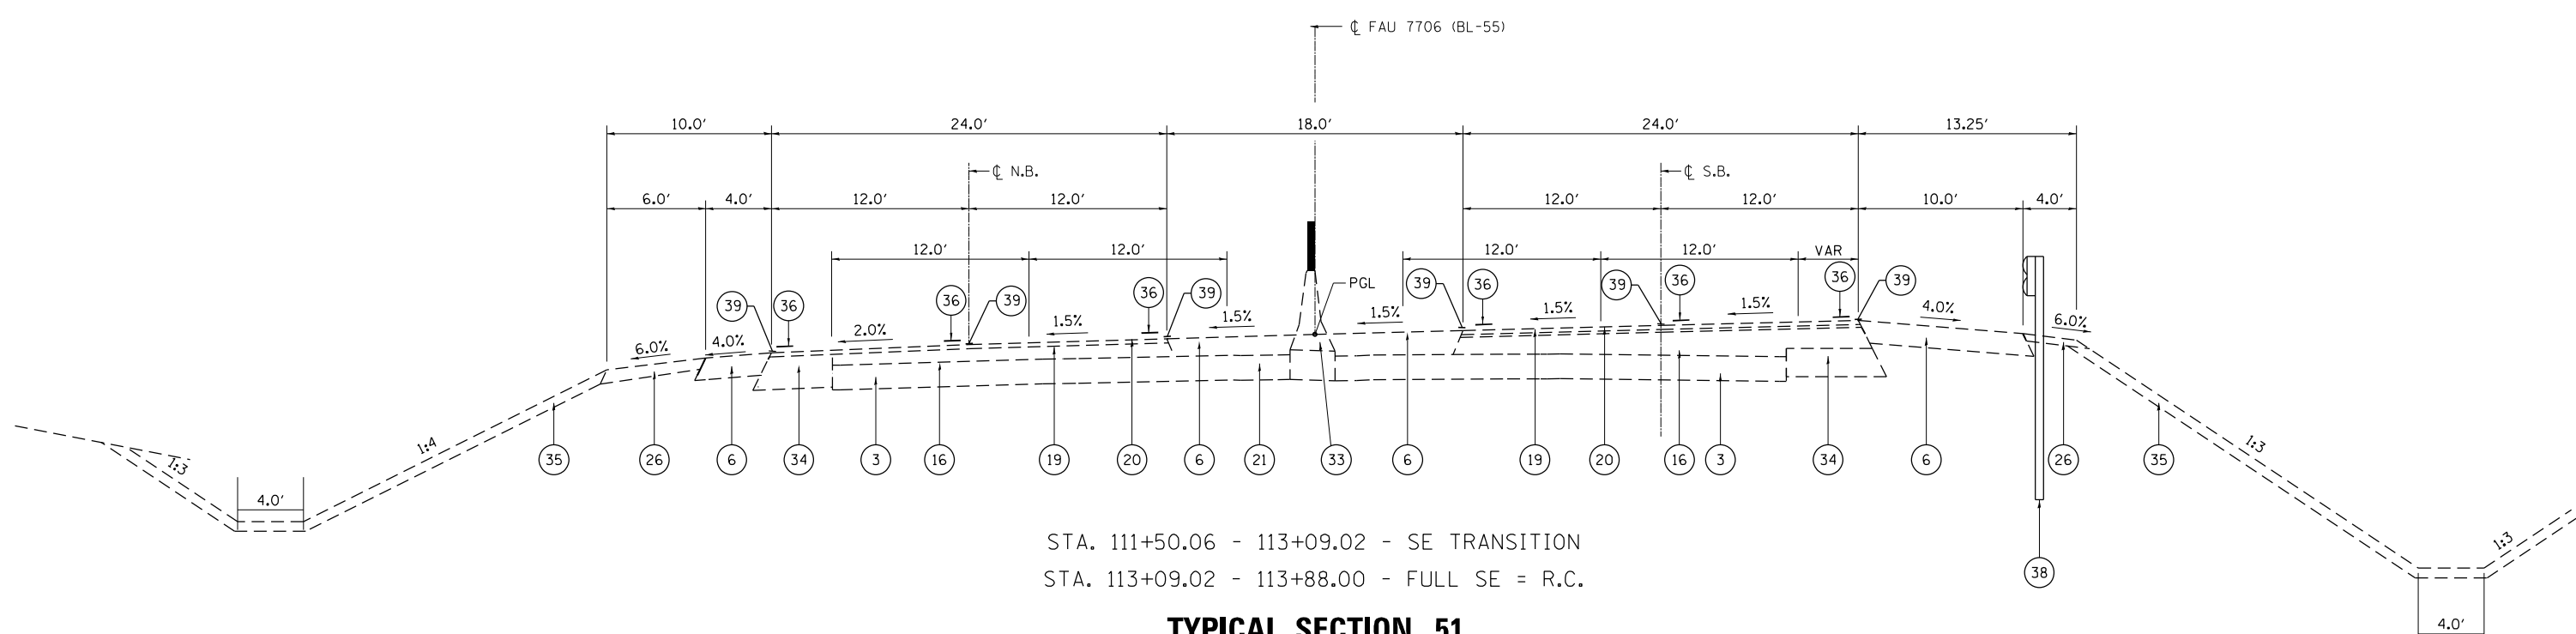 ℄ FAU 7706 (BL-55)
10.0' 24.0' 18.0' 24.0' 13.25'
℄ N.B. ℄ S.B.
6.0' 4.0' 12.0' 12.0' 12.0' 12.0' 10.0' 4.0'
12.0' 12.0' 12.0' 12.0' VAR
39 36 36 39 36 39 PGL 39 36 39 36 36 39
6.0% 4.0% 2.0% 1.5% 1.5% 1.5% 1.5% 1.5% 4.0% 6.0%
1:3 1:4 1:3 1:3
35 26 6 34 3 16 19 20 6 21 33 6 19 20 16 3 34 6 26 35
4.0'
STA. 111+50.06 - 113+09.02 - SE TRANSITION
STA. 113+09.02 - 113+88.00 - FULL SE = R.C.
38
TYPICAL SECTION 51
4.0'